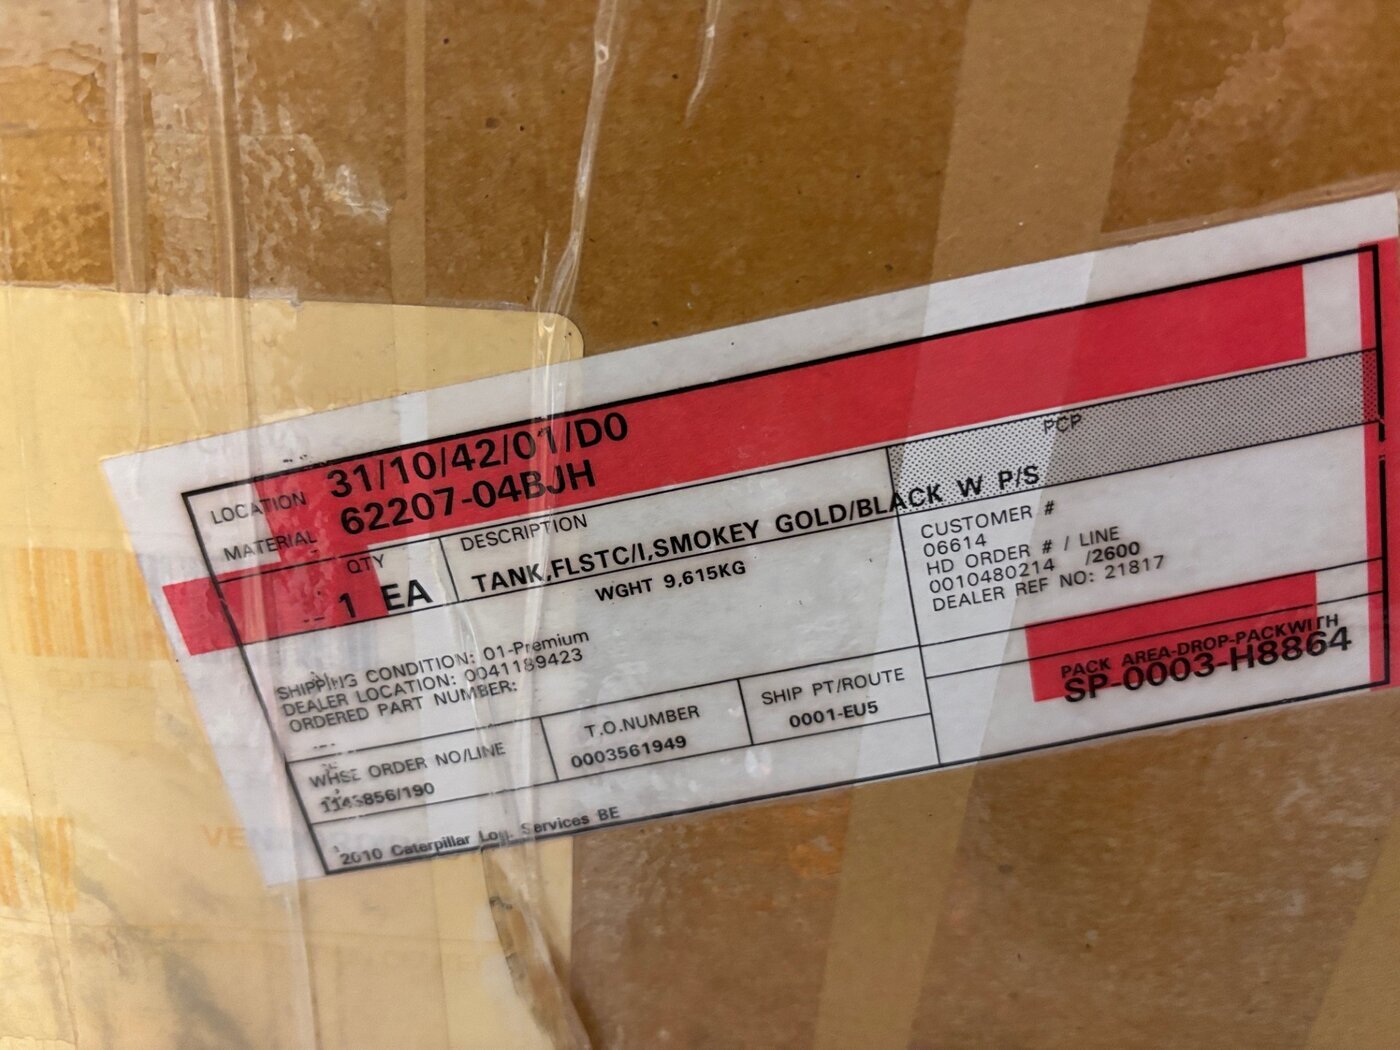 LOCATION 31/10/42/01/D0
MATERIAL 62207-04BJH
PCP
QTY
1 EA
DESCRIPTION
TANK,FLSTC/I,SMOKEY GOLD/BLACK W P/S
WGHT 9,615KG
CUSTOMER #
06614
HD ORDER # / LINE
0010480214 /2600
DEALER REF NO: 21817
SHIPPING CONDITION: 01-Premium
DEALER LOCATION: 0041189423
ORDERED PART NUMBER:
PACK AREA-DROP-PACKWITH
SP-0003-H8864
WHSE ORDER NO/LINE
T.O.NUMBER
0003561949
SHIP PT/ROUTE
0001-EU5
2010 Caterpillar Services BE